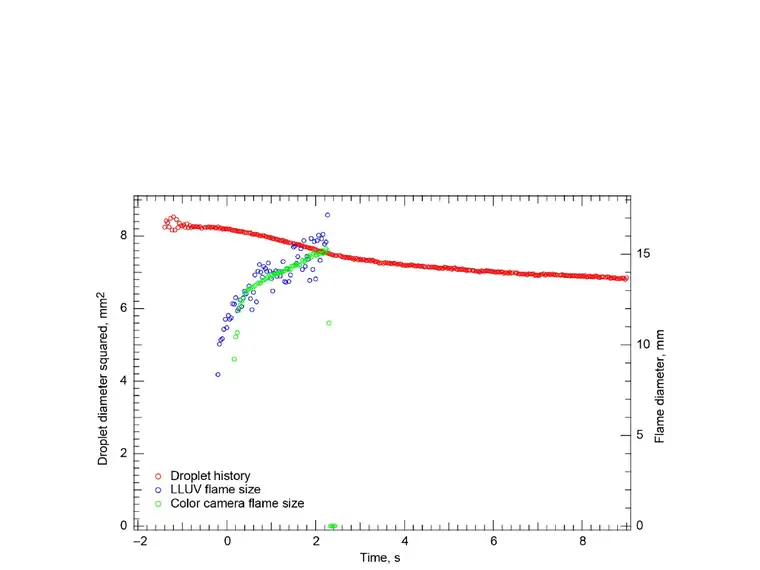 8
6
4
2
0
Droplet diameter squared, mm2
15
10
5
0
Flame diameter, mm
Droplet history
LLUV flame size
Color camera flame size
−2 0 2 4 6 8
Time, s